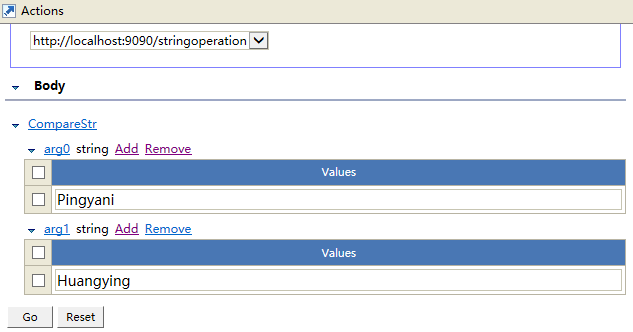 Actions
http://localhost:9090/stringoperation
Body
CompareStr
arg0 string Add Remove
Values
Pingyani
arg1 string Add Remove
Values
Huangying
Go Reset